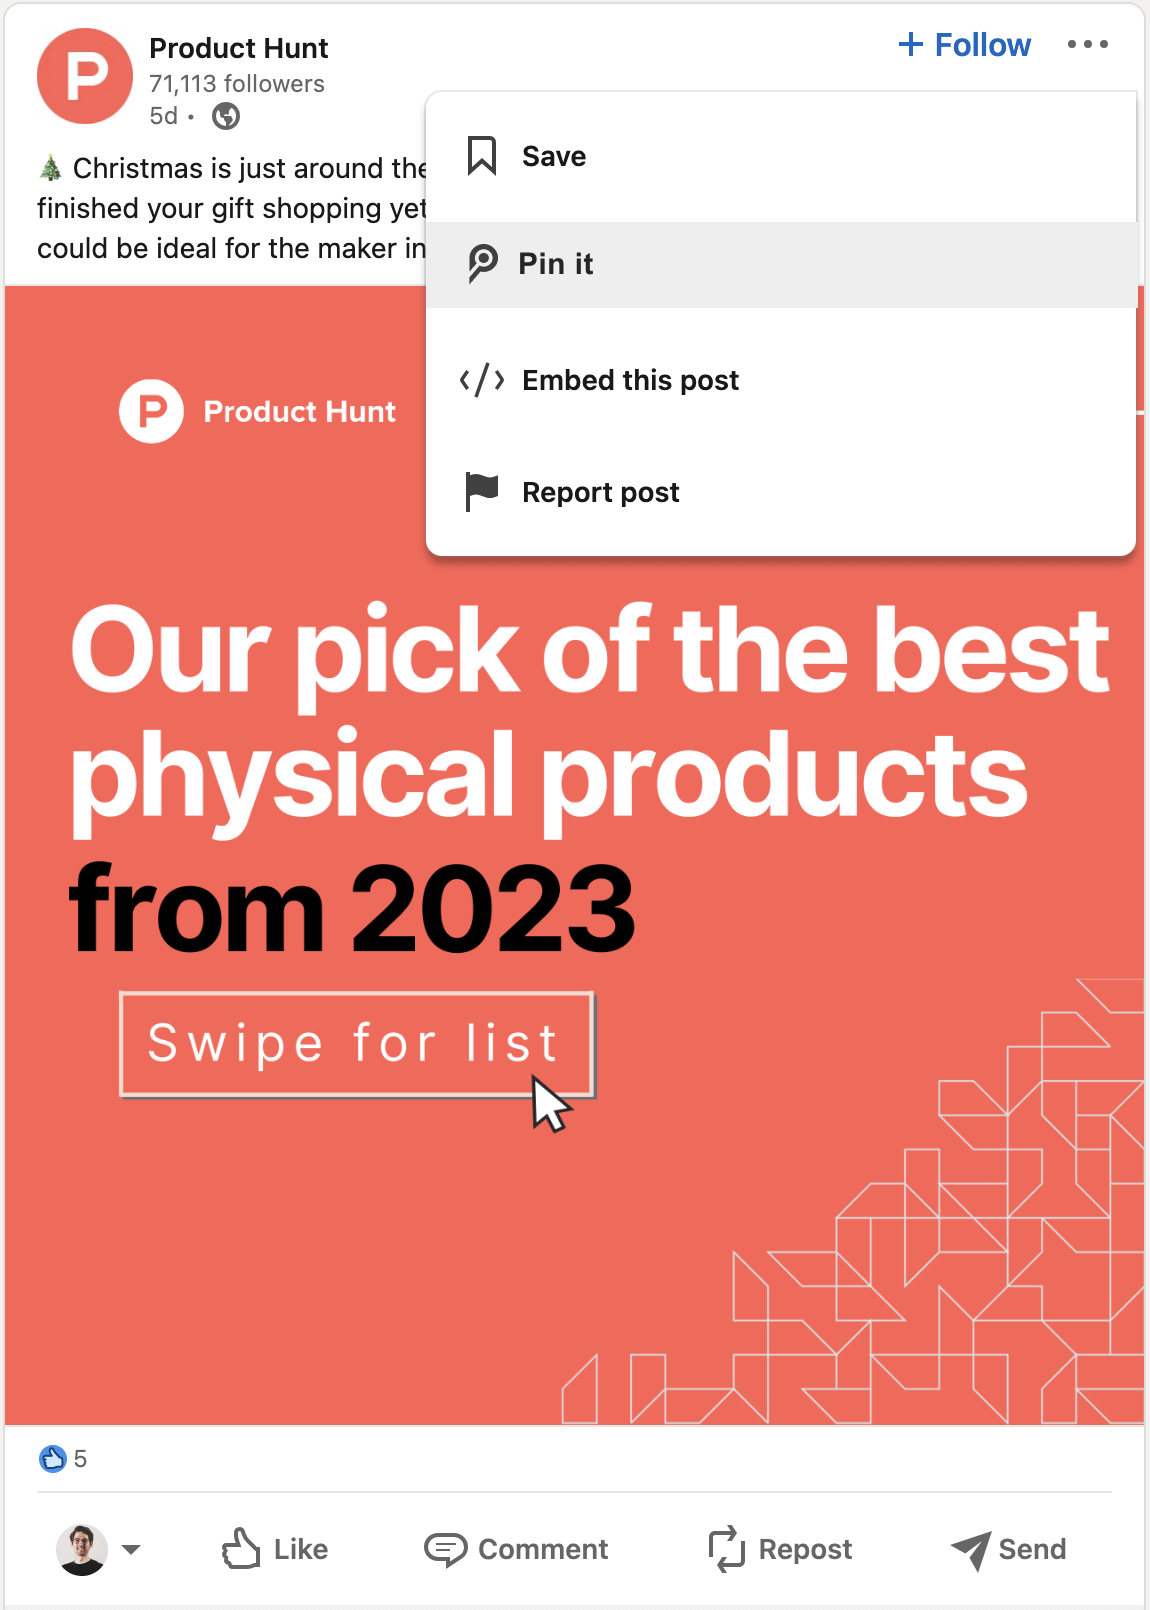 Product Hunt
71,113 followers
5d •
+ Follow
🎄 Christmas is just around the
finished your gift shopping yet
could be ideal for the maker in
Save
Pin it
Embed this post
Report post
P Product Hunt
Our pick of the best
physical products
from 2023
Swipe for list
5
Like
Comment
Repost
Send